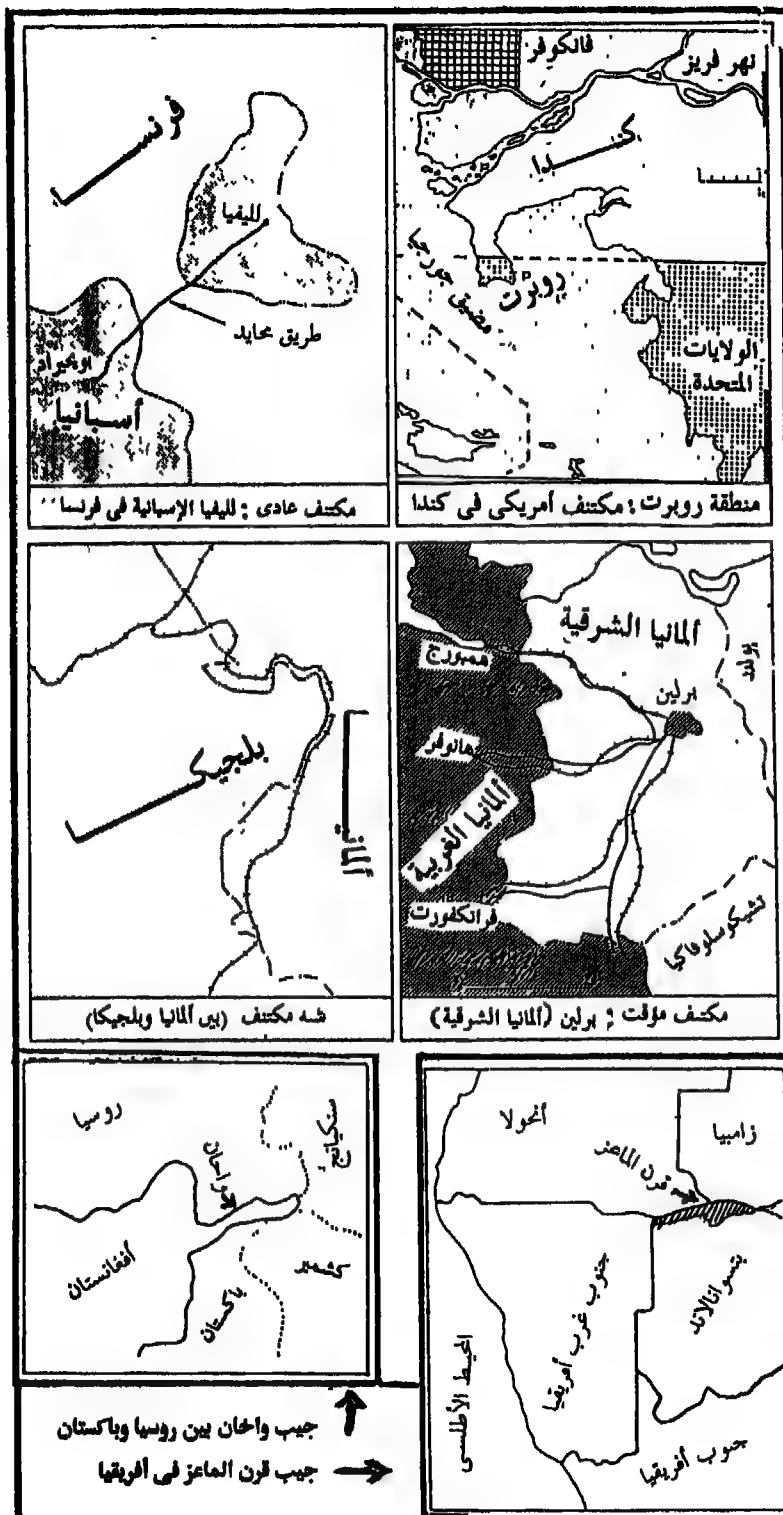 فانكوفر
نهر فريزر
كندا
مضيق جورجيا
روبرت
الولايات
المتحدة
منطقة روبرت : مكتنف أمريكى فى كندا
فرنسا
لليفيا
طريق محايد
أسبانيا
مكتنف عادى : لليفيا الإسبانية فى فرنسا
ألمانيا الشرقية
همبورج
برلين
هانوفر
ألمانيا الغربية
فرانكفورت
تشيكوسلوفاكيا
مكتنف مؤقت : برلين (ألمانيا الشرقية)
بلجيكا
ألمانيا
شبه مكتنف (بين ألمانيا وبلجيكا)
أنجولا
زامبيا
قرن الماعز
جنوب غرب أفريقيا
بتسوانالاند
المحيط الأطلسى
جنوب أفريقيا
روسيا
سنكيانج
أفغانستان
باكستان
كشمير
جيب واخان بين روسيا وباكستان
جيب قرن الماعز فى أفريقيا